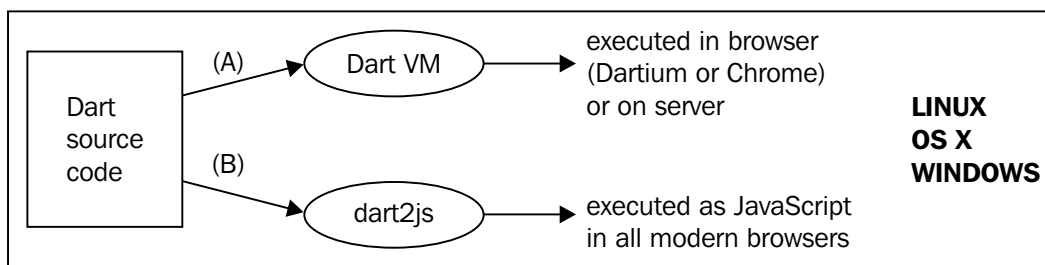 Dart
source
code
(A)
Dart VM
executed in browser
(Dartium or Chrome)
or on server
(B)
dart2js
executed as JavaScript
in all modern browsers
LINUX
OS X
WINDOWS